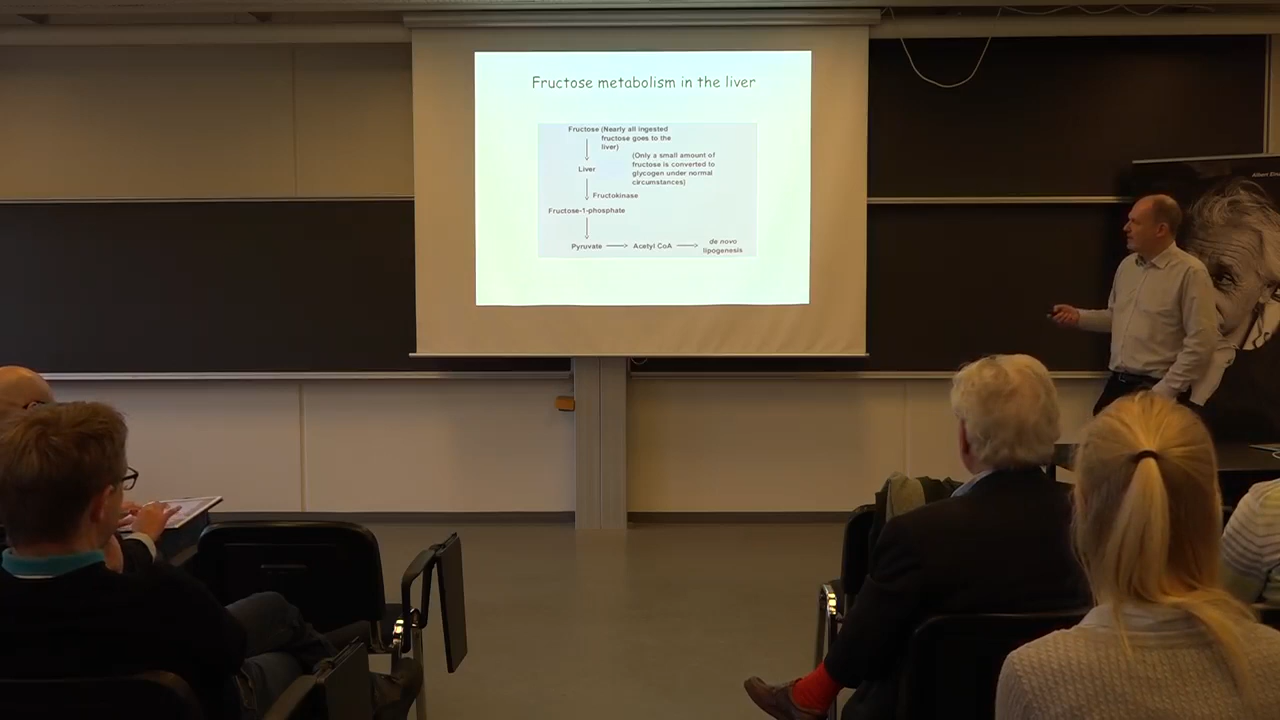 Fructose metabolism in the liver
Fructose (Nearly all ingested
fructose goes to the
liver)
(Only a small amount of
fructose is converted to
glycogen under normal
circumstances)
Liver
Fructokinase
Fructose-1-phosphate
Pyruvate
Acetyl CoA
de novo
lipogenesis
Albert